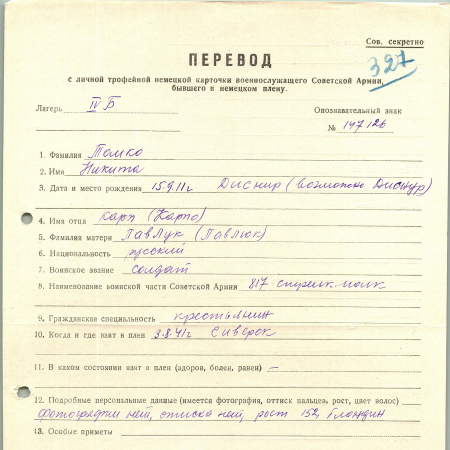 Сов. секретно
327
ПЕРЕВОД
с личной трофейной немецкой карточки военнослужащего Советской Армии,
бывшего в немецком плену.
Лагерь IV Б
Опознавательный знак
№ 147126
1. Фамилия Томко
2. Имя Никита
3. Дата и место рождения 15.9.11г Диснир (возможно Диснур)
4. Имя отца Карп (Карпо)
5. Фамилия матери Павлук (Павлюк)
6. Национальность русский
7. Воинское звание солдат
8. Наименование воинской части Советской Армии 817 стрелк. полк
9. Гражданская специальность крестьянин
10. Когда и где взят в плен 3.8.41г Сиверск
11. В каком состоянии взят в плен (здоров, болен, ранен) –
12. Подробные персональные данные (имеется фотография, оттиск пальцев, рост, цвет волос)
фотографии нет, оттиска нет, рост 152, блондин
13. Особые приметы